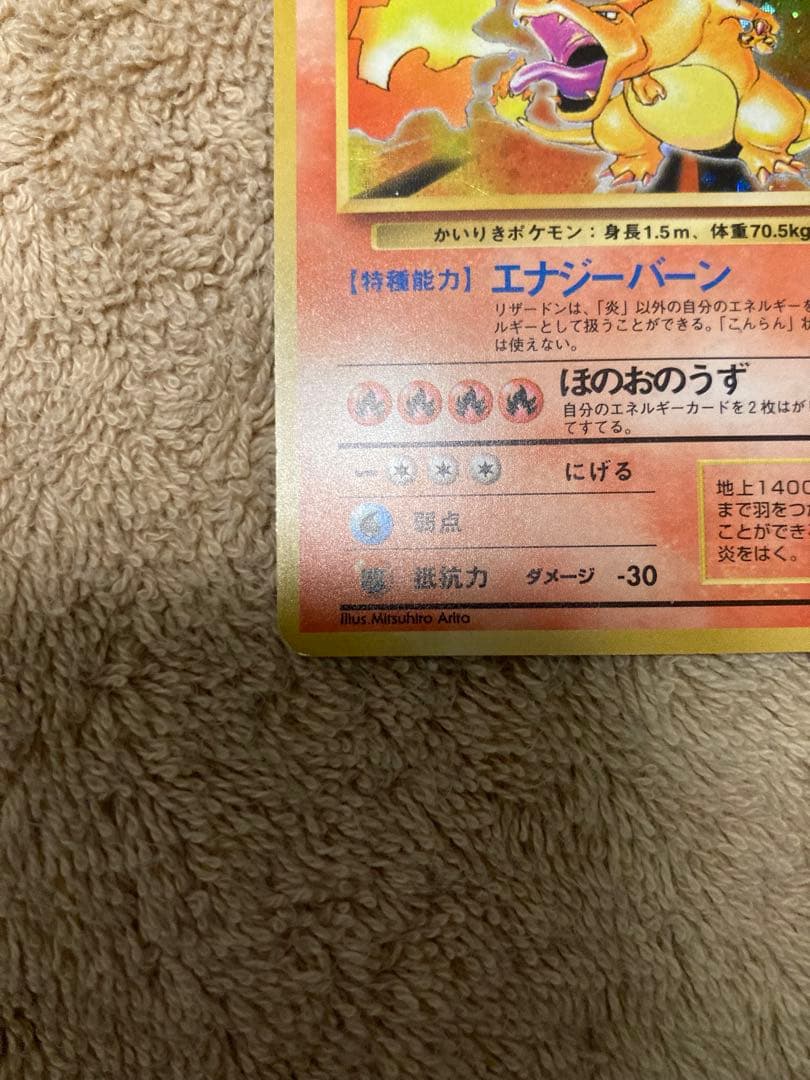 かいりきポケモン：身長1.5m、体重70.5kg
【特殊能力】 エナジーバーン
リザードンは、「炎」以外の自分のエネルギーを
ルギーとして扱うことができる。「こんらん」状
は使えない。
ほのおのうず
自分のエネルギーカードを2枚はが
てすてる。
にげる
弱点
抵抗力 ダメージ -30
地上1400
まで羽をつ
ことができ
炎をはく。
Illus.Mitsuhiro Arita